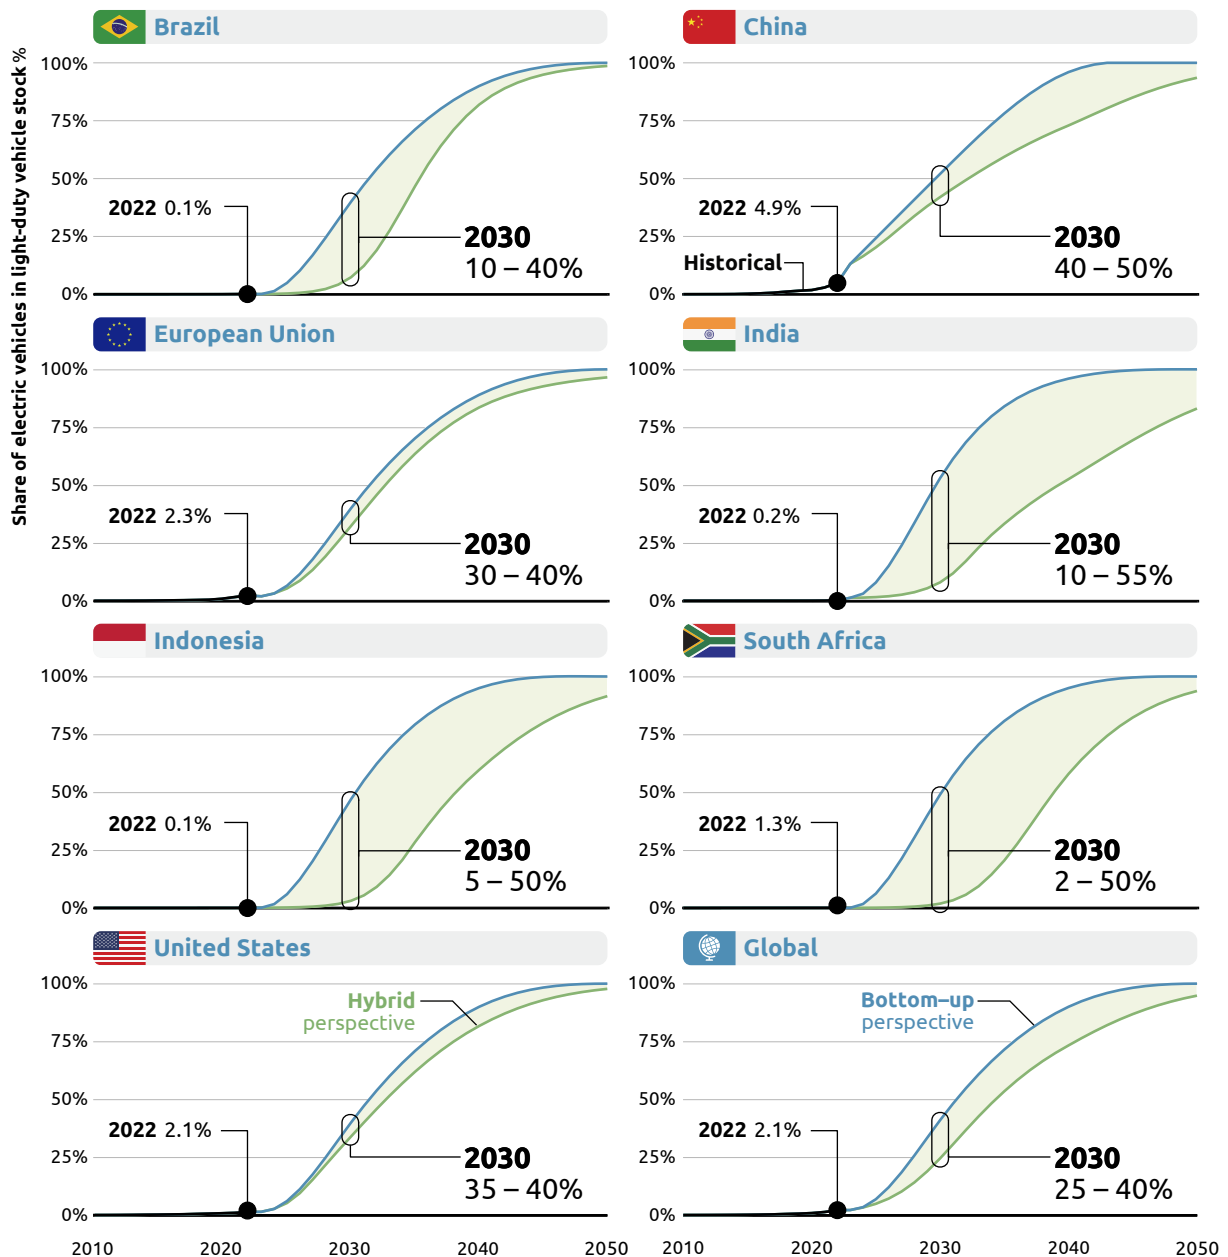 Share of electric vehicles in light-duty vehicle stock %
Brazil
100%
75%
50%
25%
0%
2022 0.1%
2030
10 – 40%
China
100%
75%
50%
25%
0%
2022 4.9%
Historical
2030
40 – 50%
European Union
100%
75%
50%
25%
0%
2022 2.3%
2030
30 – 40%
India
100%
75%
50%
25%
0%
2022 0.2%
2030
10 – 55%
Indonesia
100%
75%
50%
25%
0%
2022 0.1%
2030
5 – 50%
South Africa
100%
75%
50%
25%
0%
2022 1.3%
2030
2 – 50%
United States
100%
75%
50%
25%
0%
Hybrid
perspective
2022 2.1%
2030
35 – 40%
2010 2020 2030 2040 2050
Global
100%
75%
50%
25%
0%
Bottom–up
perspective
2022 2.1%
2030
25 – 40%
2010 2020 2030 2040 2050